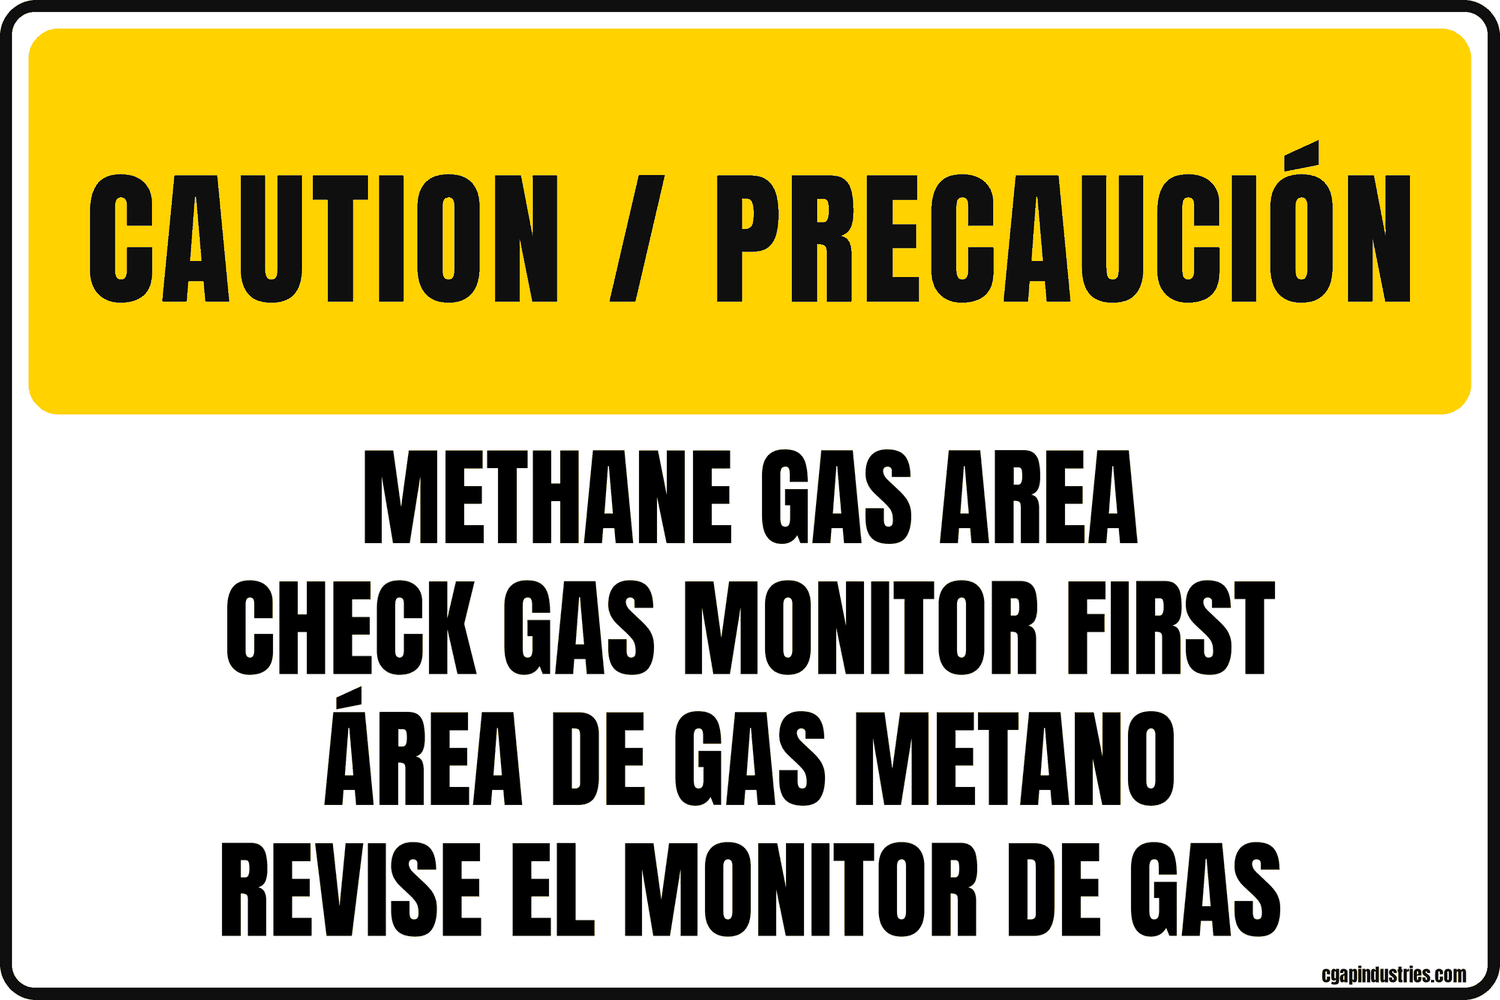 CAUTION / PRECAUCIÓN
METHANE GAS AREA
CHECK GAS MONITOR FIRST
ÁREA DE GAS METANO
REVISE EL MONITOR DE GAS
cgapindustries.com